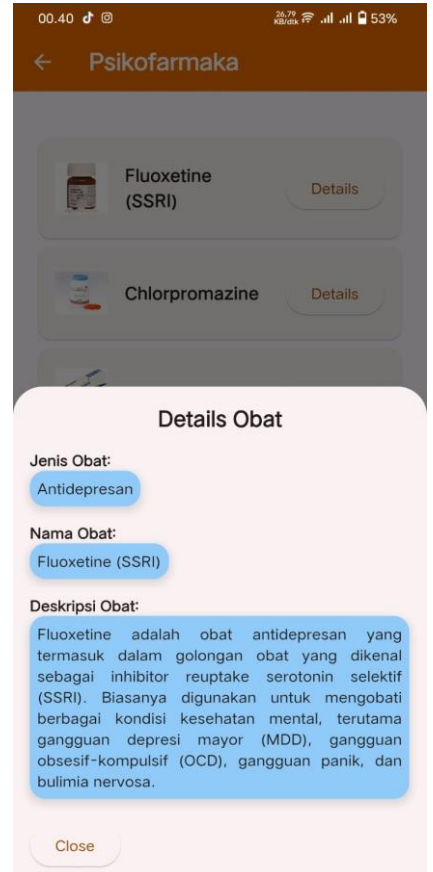 00.40
26,79
KB/dtk
53%
Psikofarmaka
Fluoxetine
(SSRI)
Details
Chlorpromazine
Details
Details Obat
Jenis Obat:
Antidepresan
Nama Obat:
Fluoxetine (SSRI)
Deskripsi Obat:
Fluoxetine adalah obat antidepresan yang
termasuk dalam golongan obat yang dikenal
sebagai inhibitor reuptake serotonin selektif
(SSRI). Biasanya digunakan untuk mengobati
berbagai kondisi kesehatan mental, terutama
gangguan depresi mayor (MDD), gangguan
obsesif-kompulsif (OCD), gangguan panik, dan
bulimia nervosa.
Close